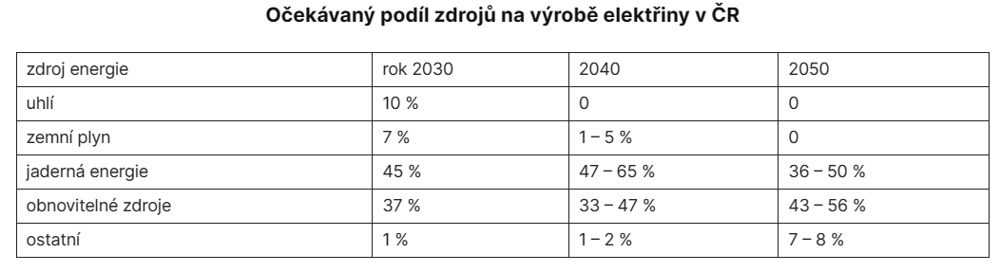 Očekávaný podíl zdrojů na výrobě elektřiny v ČR
zdroj energie rok 2030 2040 2050
uhlí 10 % 0 0
zemní plyn 7 % 1 – 5 % 0
jaderná energie 45 % 47 – 65 % 36 – 50 %
obnovitelné zdroje 37 % 33 – 47 % 43 – 56 %
ostatní 1 % 1 – 2 % 7 – 8 %